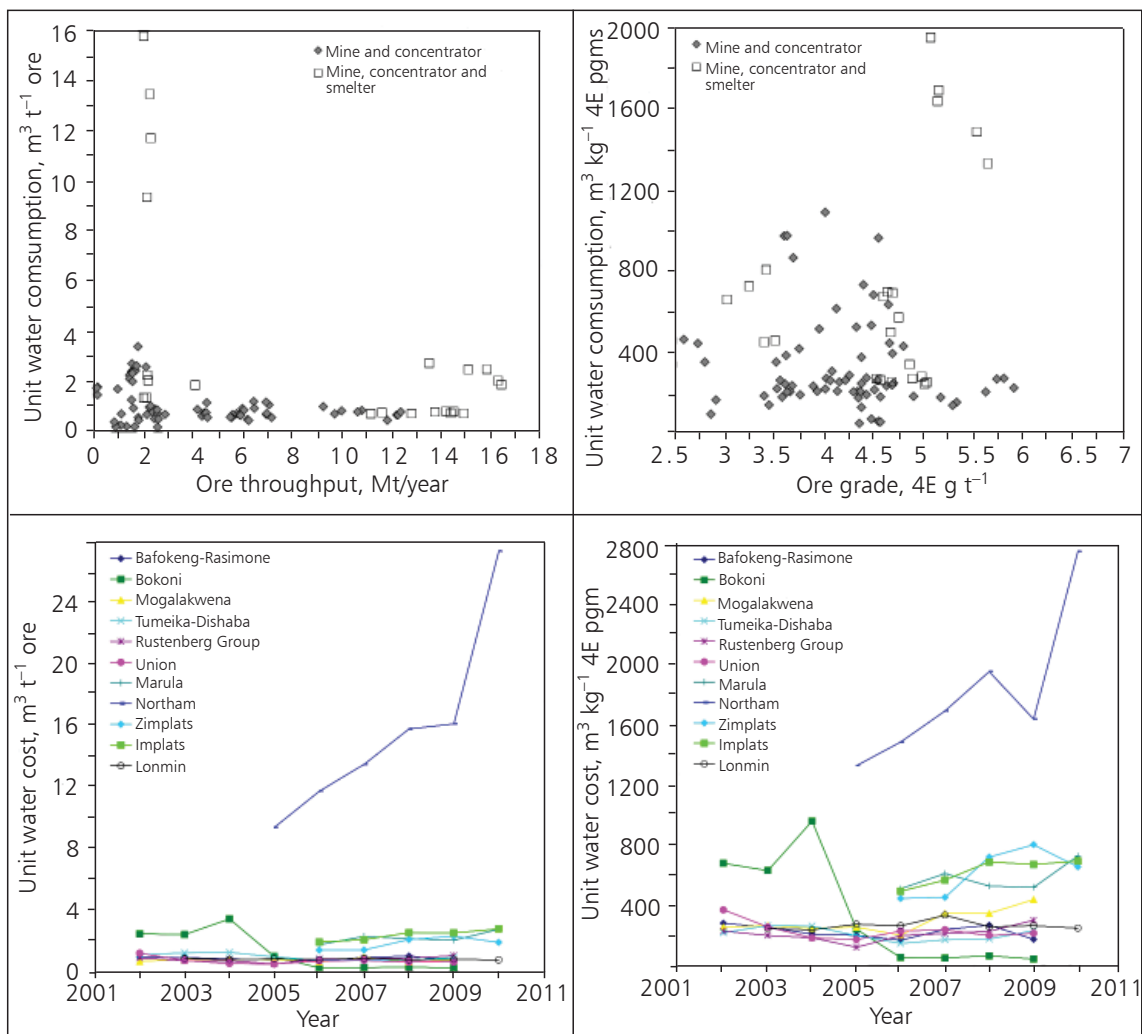 Unit water comsumption, m³ t⁻¹ ore
16
14
12
10
8
6
4
2
0
Mine and concentrator
Mine, concentrator and
smelter
0 2 4 6 8 10 12 14 16 18
Ore throughput, Mt/year
Unit water comsumption, m³ kg⁻¹ 4E pgms
2000
1600
1200
800
400
Mine and concentrator
Mine, concentrator and
smelter
2.5 3 3.5 4 4.5 5 5.5 6 6.5 7
Ore grade, 4E g t⁻¹
Unit water cost, m³ t⁻¹ ore
24
20
16
12
8
4
0
Bafokeng-Rasimone
Bokoni
Mogalakwena
Tumeika-Dishaba
Rustenberg Group
Union
Marula
Northam
Zimplats
Implats
Lonmin
2001 2003 2005 2007 2009 2011
Year
Unit water cost, m³ kg⁻¹ 4E pgm
2800
2400
2000
1600
1200
800
400
Bafokeng-Rasimone
Bokoni
Mogalakwena
Tumeika-Dishaba
Rustenberg Group
Union
Marula
Northam
Zimplats
Implats
Lonmin
2001 2003 2005 2007 2009 2011
Year